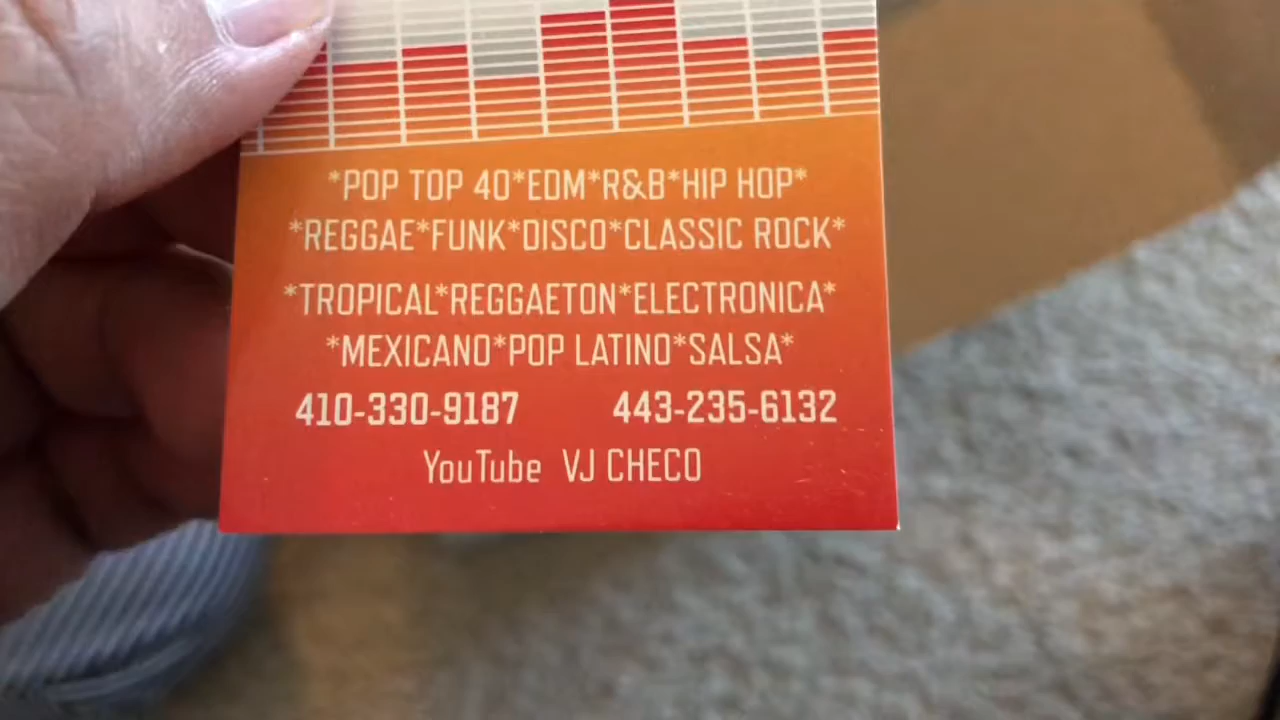 *POP TOP 40*EDM*R&B*HIP HOP*
*REGGAE*FUNK*DISCO*CLASSIC ROCK*
*TROPICAL*REGGAETON*ELECTRONICA*
*MEXICANO*POP LATINO*SALSA*
410-330-9187 443-235-6132
YouTube VJ CHECO